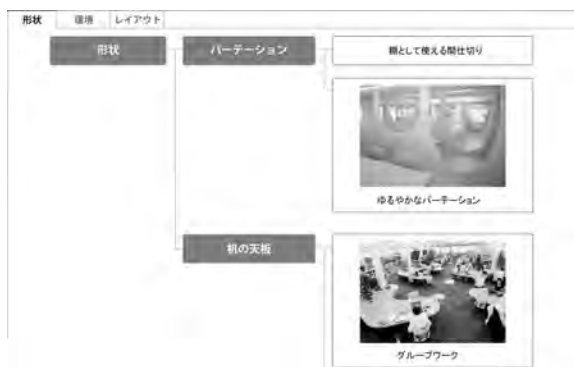 形状 環境 レイアウト
形状
パーテーション
棚として使える間仕切り
ゆるやかなパーテーション
机の天板
グループワーク